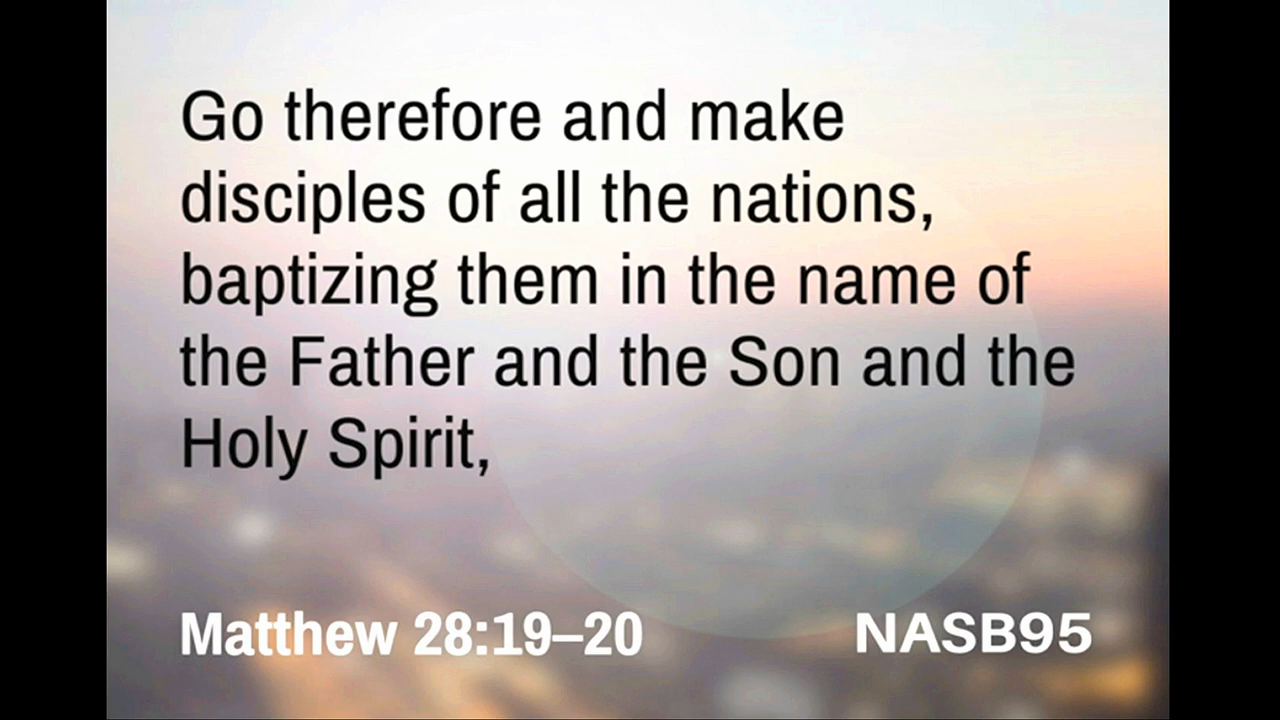 Go therefore and make
disciples of all the nations,
baptizing them in the name of
the Father and the Son and the
Holy Spirit,
Matthew 28:19–20 NASB95